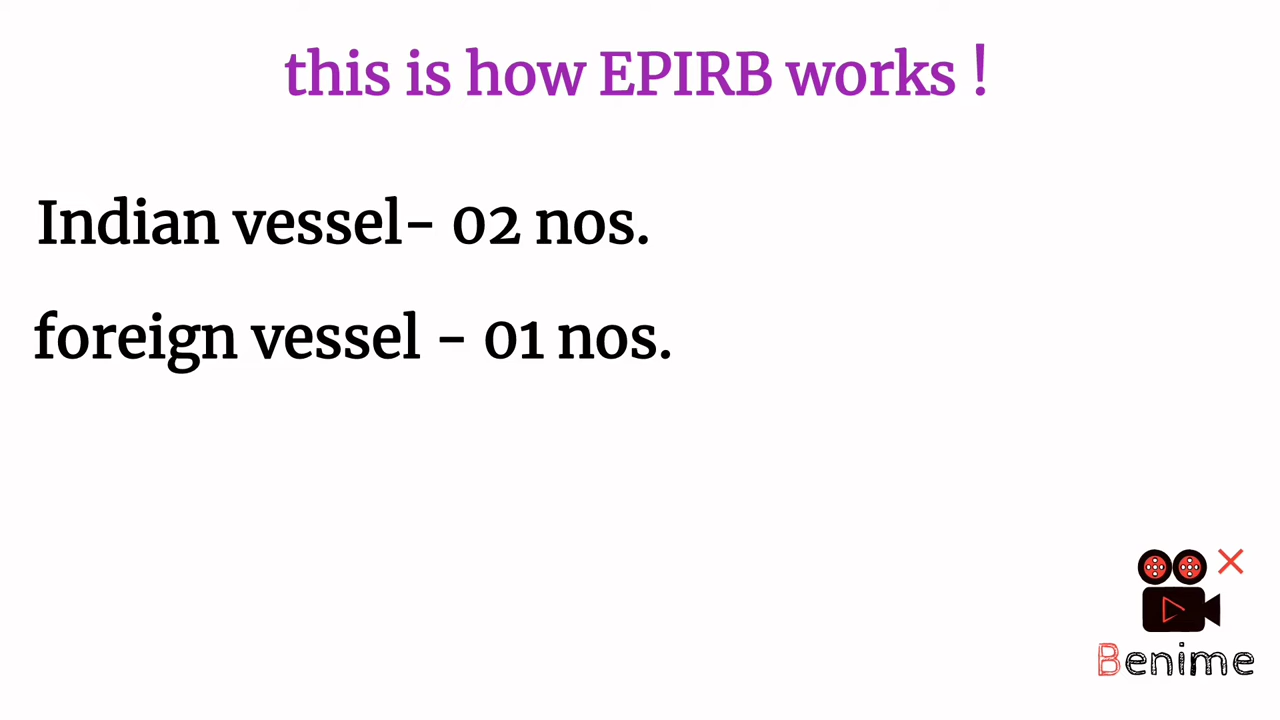 this is how EPIRB works !
Indian vessel- 02 nos.
foreign vessel - 01 nos.
Benime